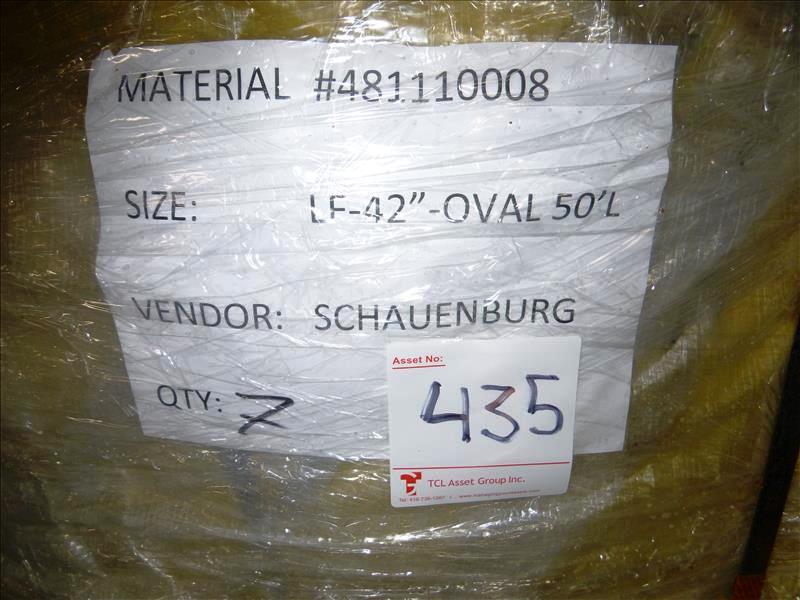 MATERIAL #481110008
SIZE: LF-42"-OVAL 50'L
VENDOR: SCHAUENBURG
QTY: 7
Asset No:
435
TCL Asset Group Inc.